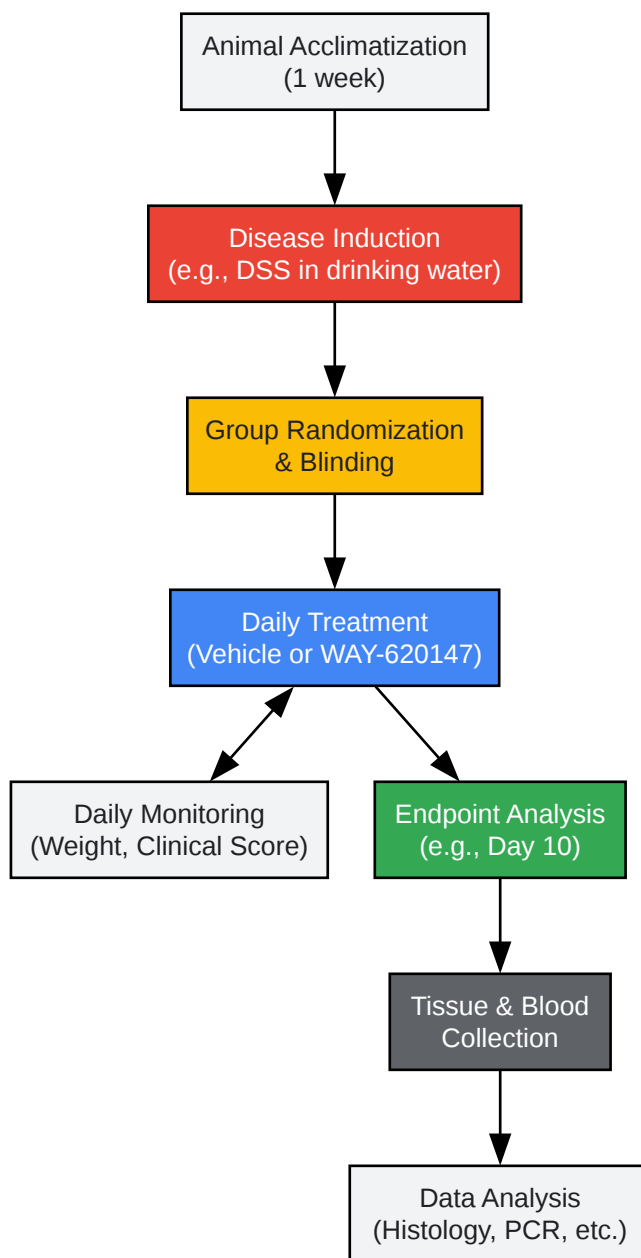 Animal Acclimatization
(1 week)
Disease Induction
(e.g., DSS in drinking water)
Group Randomization
& Blinding
Daily Treatment
(Vehicle or WAY-620147)
Daily Monitoring
(Weight, Clinical Score)
Endpoint Analysis
(e.g., Day 10)
Tissue & Blood
Collection
Data Analysis
(Histology, PCR, etc.)